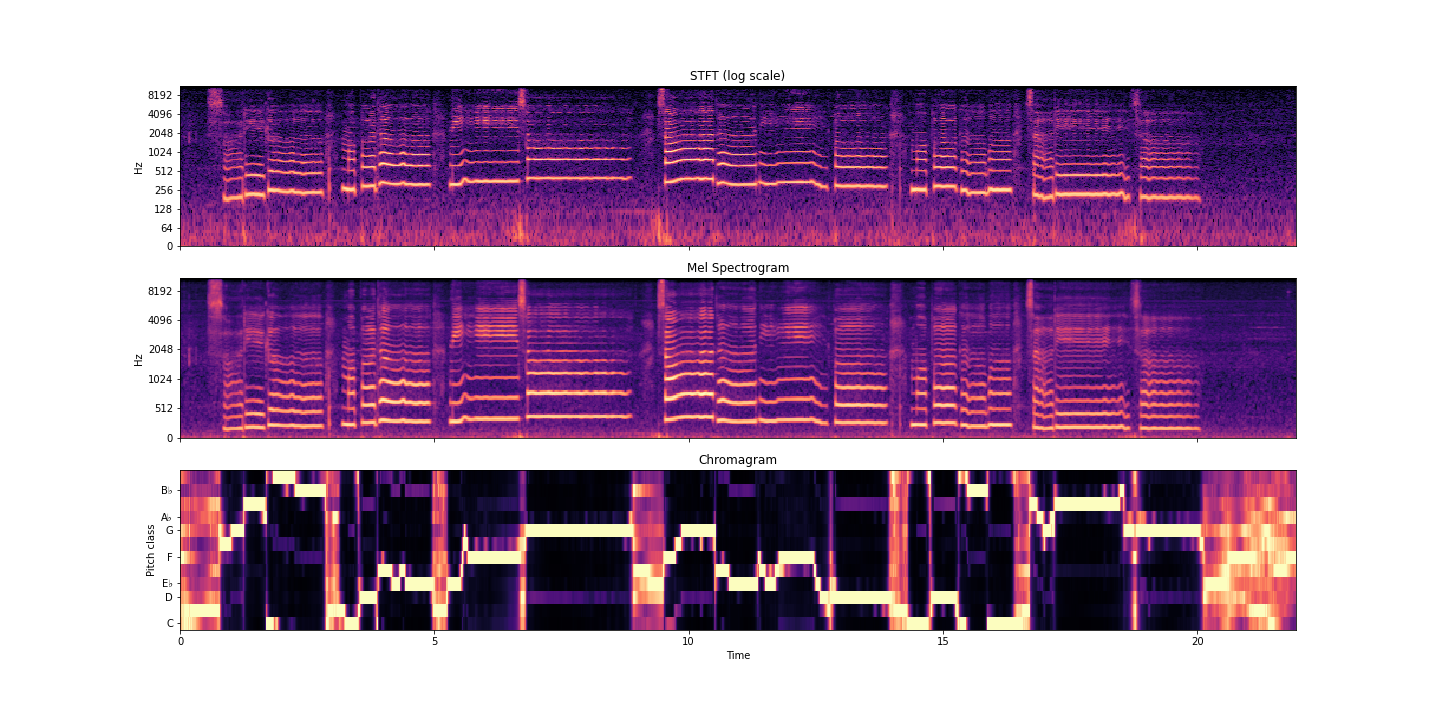 STFT (log scale)
8192
4096
2048
1024
512
256
128
64
0
Hz
Mel Spectrogram
8192
4096
2048
1024
512
0
Hz
Chromagram
B♭
A♭
G
F
E♭
D
C
Pitch class
0 5 10 15 20
Time